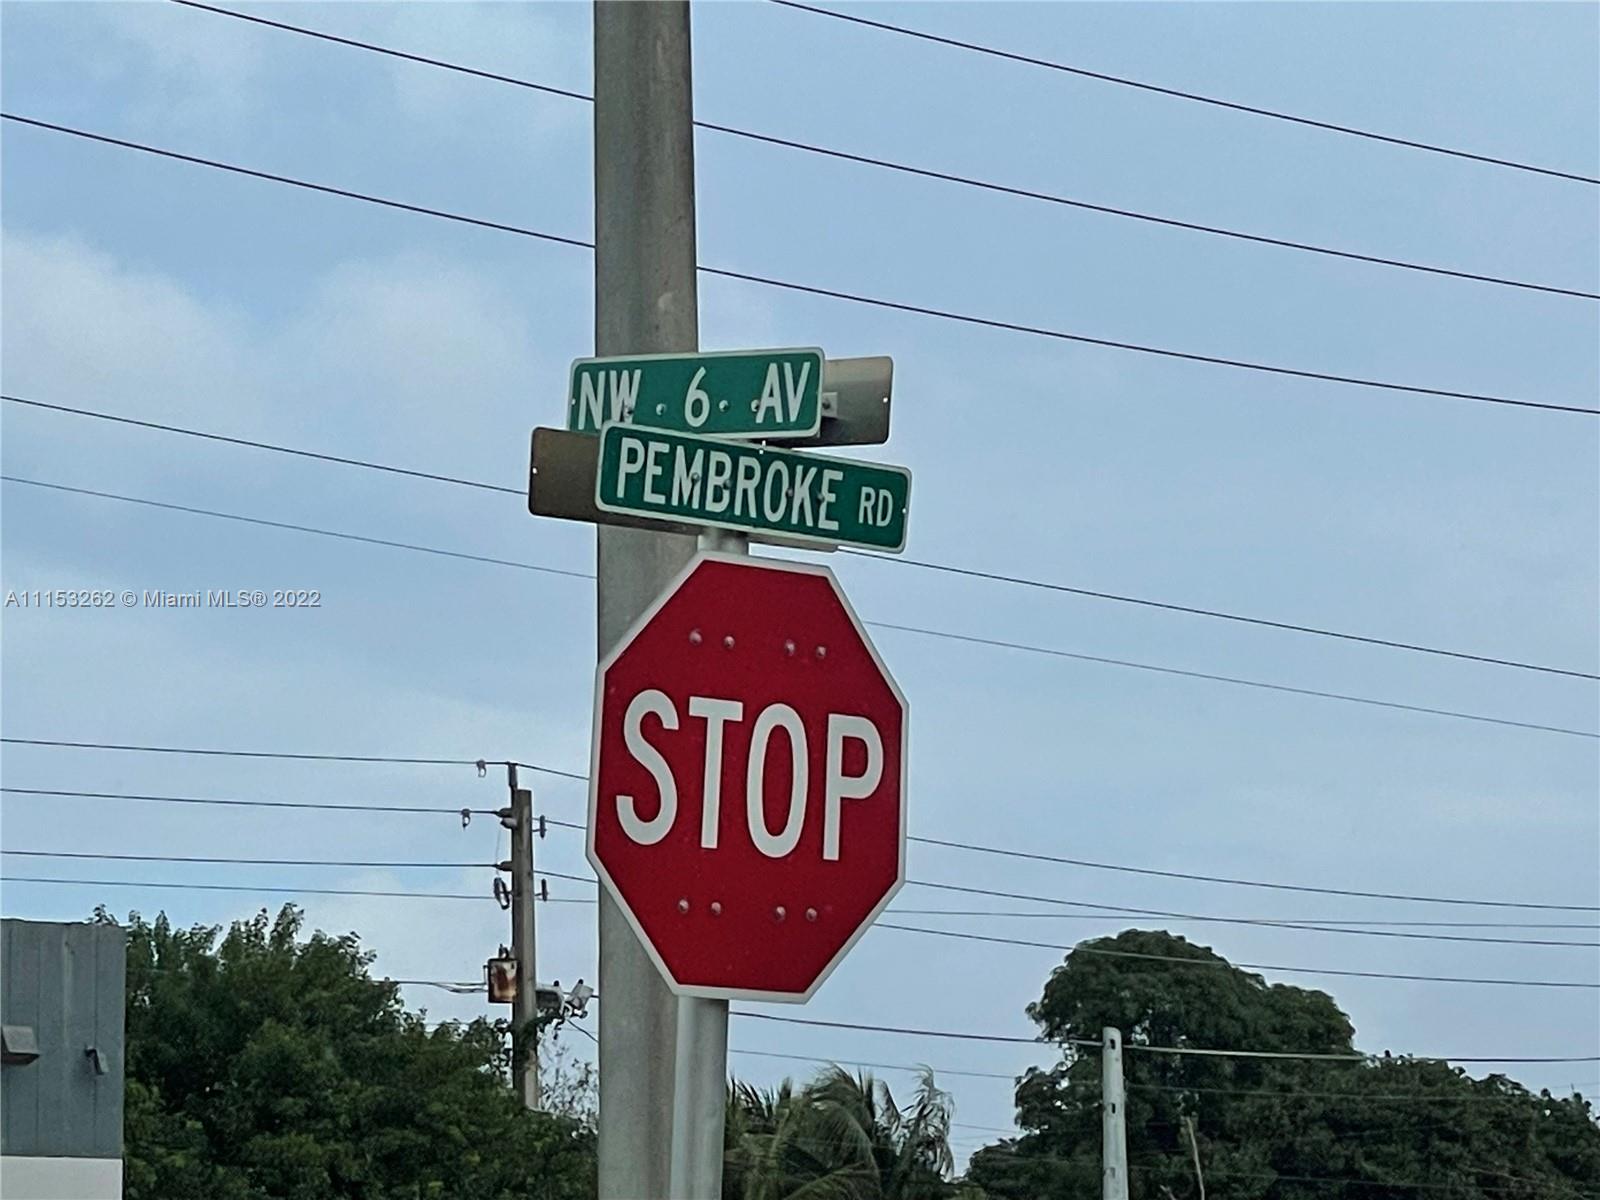 NW 6 AV
PEMBROKE RD
A11153262 © Miami MLS® 2022
STOP